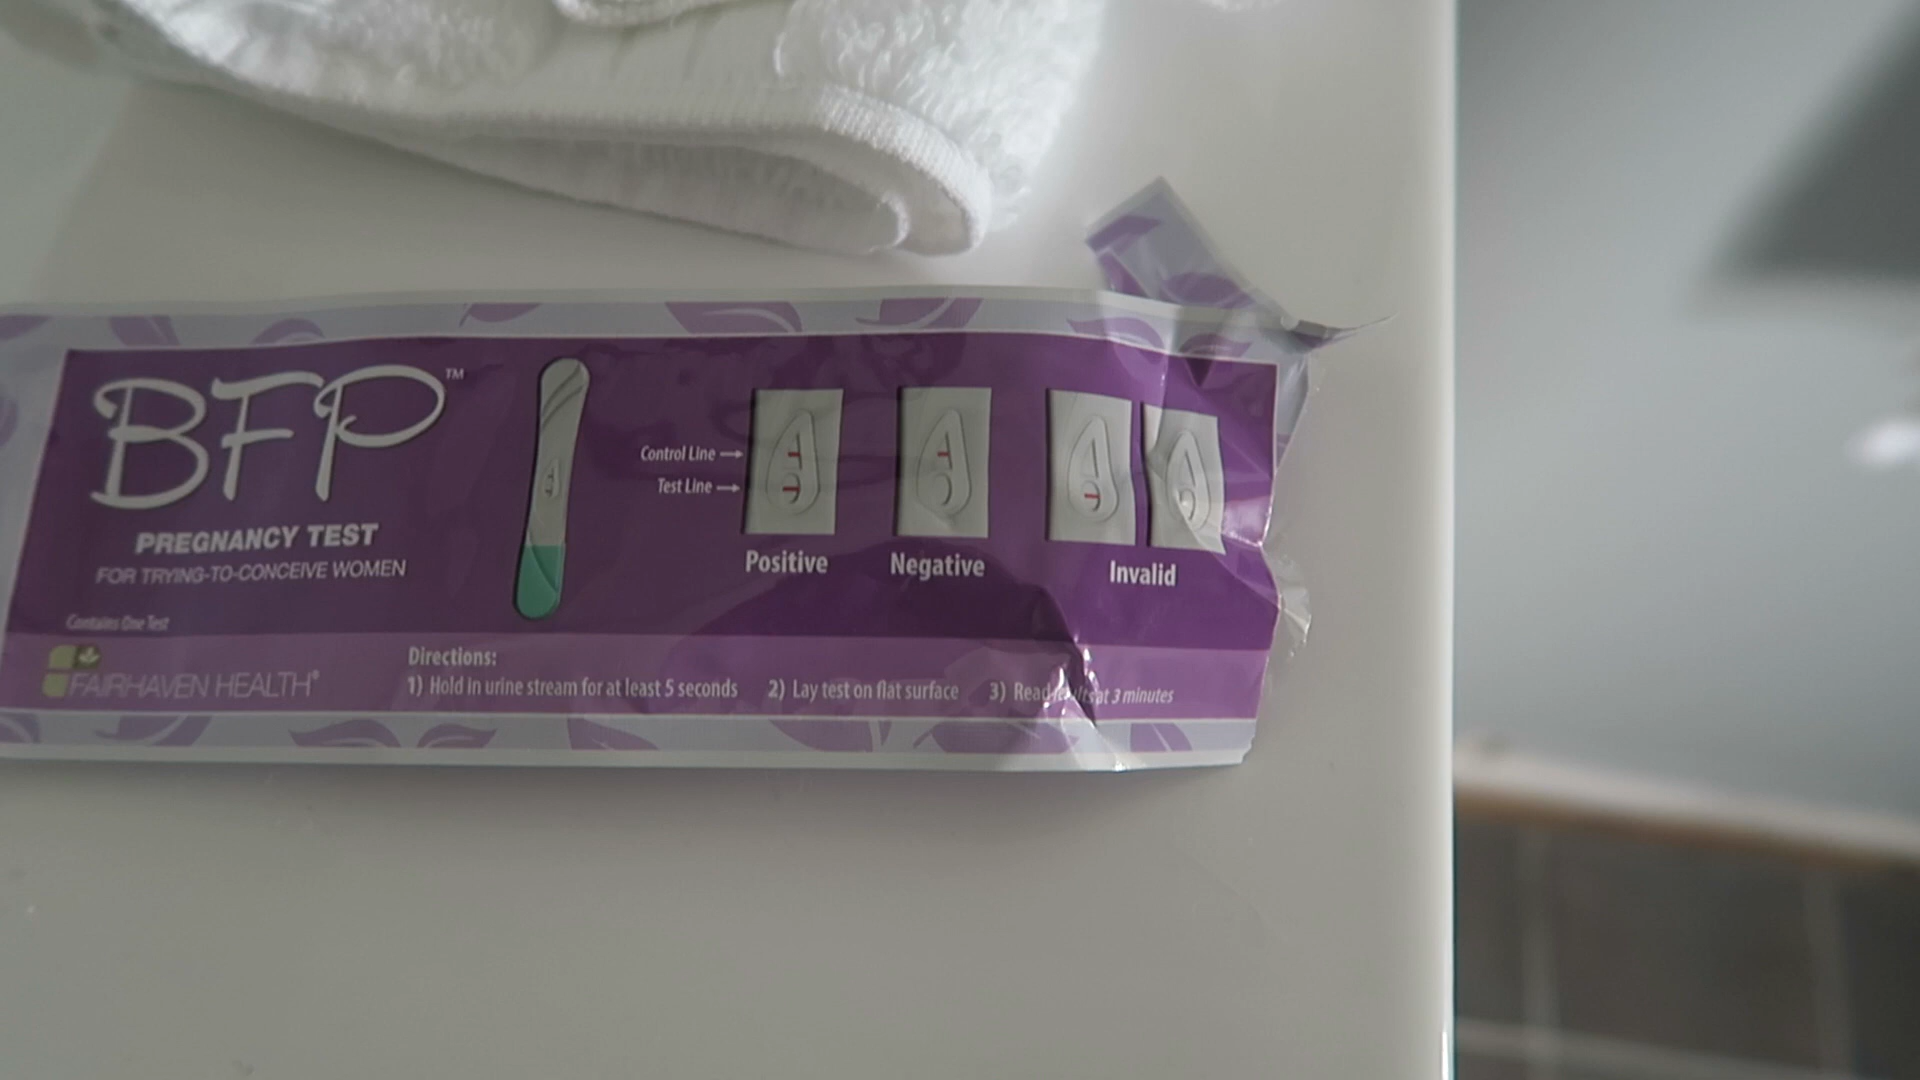 BFP™
PREGNANCY TEST
FOR TRYING-TO-CONCEIVE WOMEN
Contains One Test
FAIRHAVEN HEALTH®
Control Line
Test Line
Positive
Negative
Invalid
Directions:
1) Hold in urine stream for at least 5 seconds 2) Lay test on flat surface 3) Read results at 3 minutes